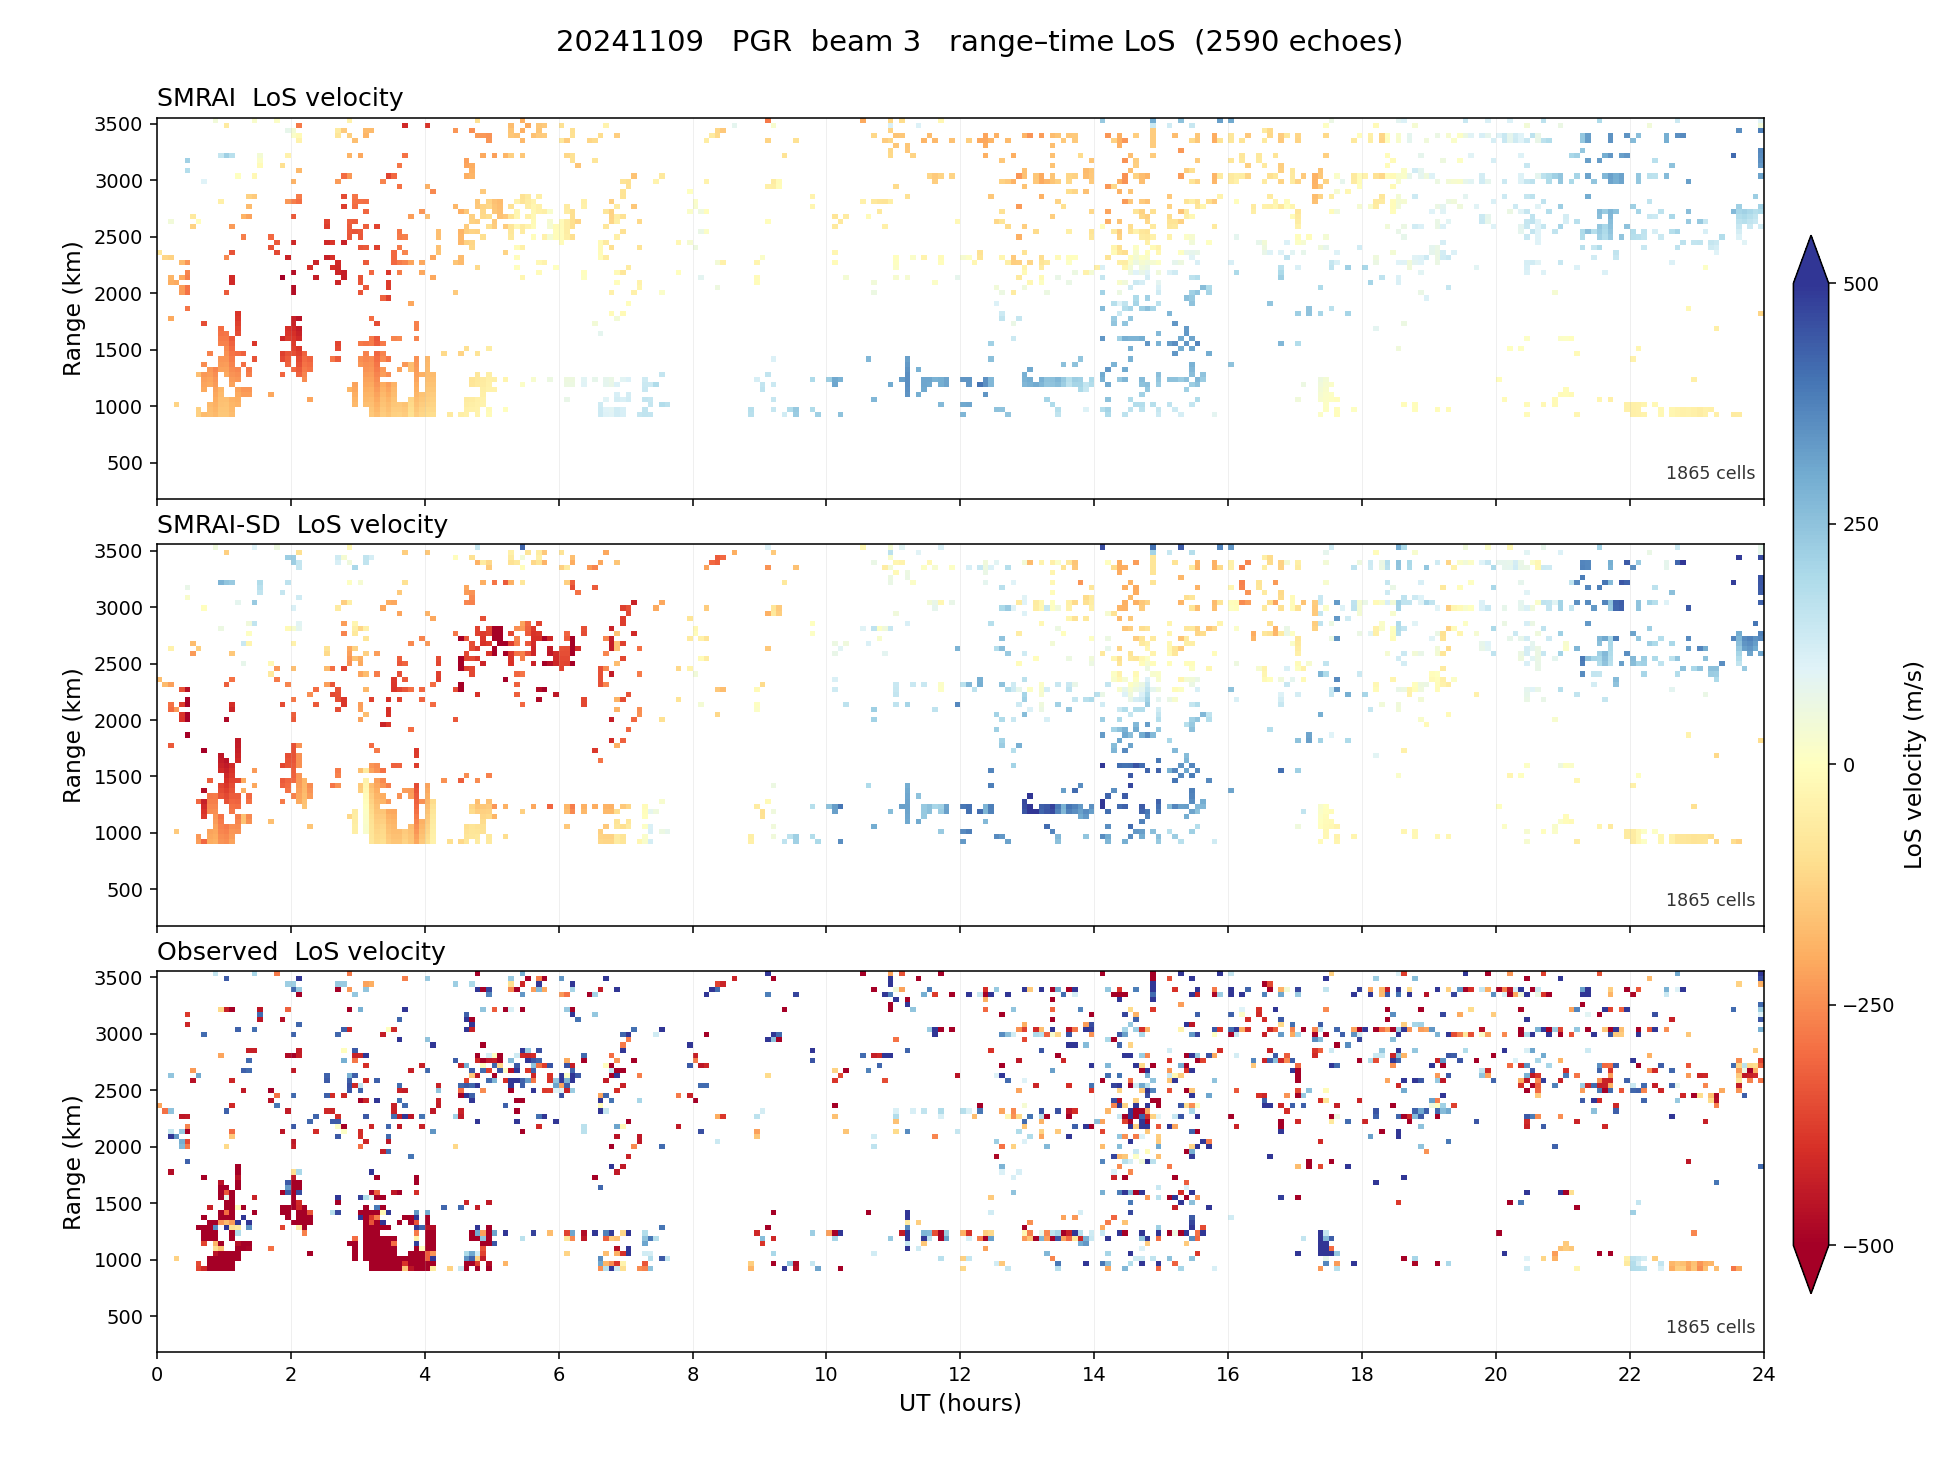 20241109   PGR  beam 3   range–time LoS  (2590 echoes)
SMRAI  LoS velocity
3500
3000
2500
2000
1500
1000
500
Range (km)
1865 cells
SMRAI-SD  LoS velocity
3500
3000
2500
2000
1500
1000
500
Range (km)
1865 cells
Observed  LoS velocity
3500
3000
2500
2000
1500
1000
500
Range (km)
1865 cells
0 2 4 6 8 10 12 14 16 18 20 22 24
UT (hours)
500
250
0
−250
−500
LoS velocity (m/s)